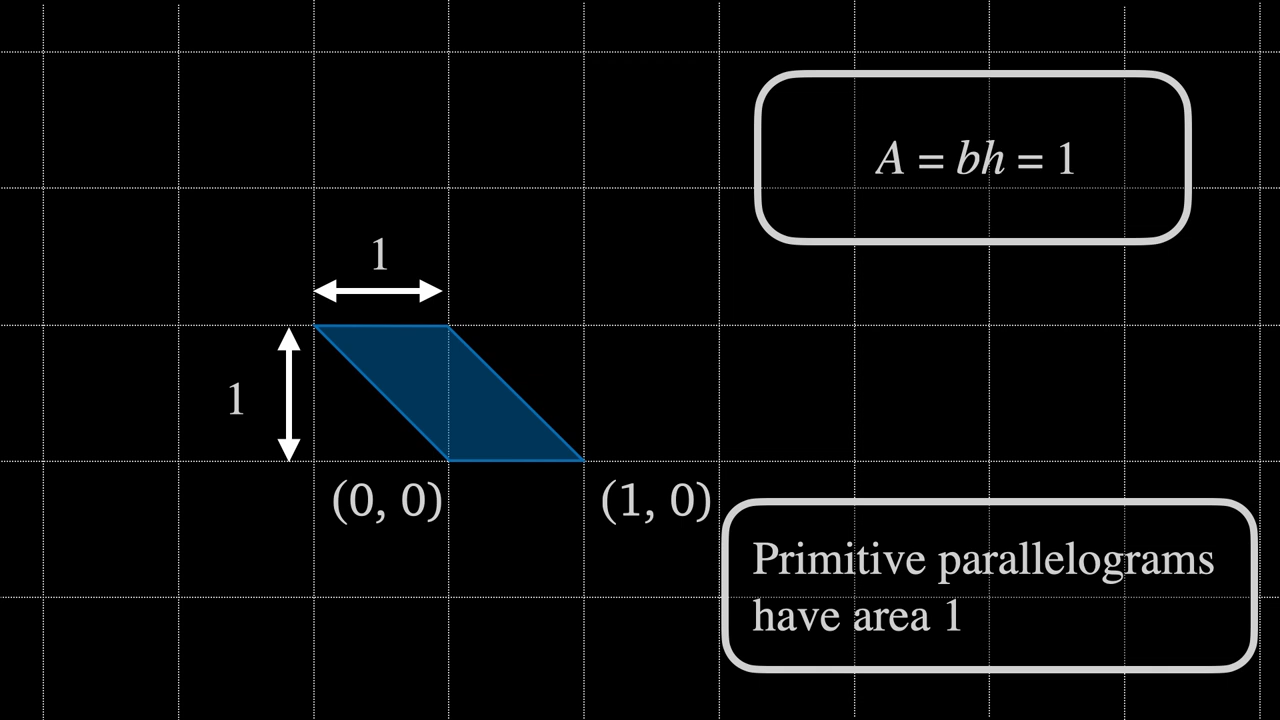 A = bh = 1
1
1
(0, 0)
(1, 0)
Primitive parallelograms
have area 1